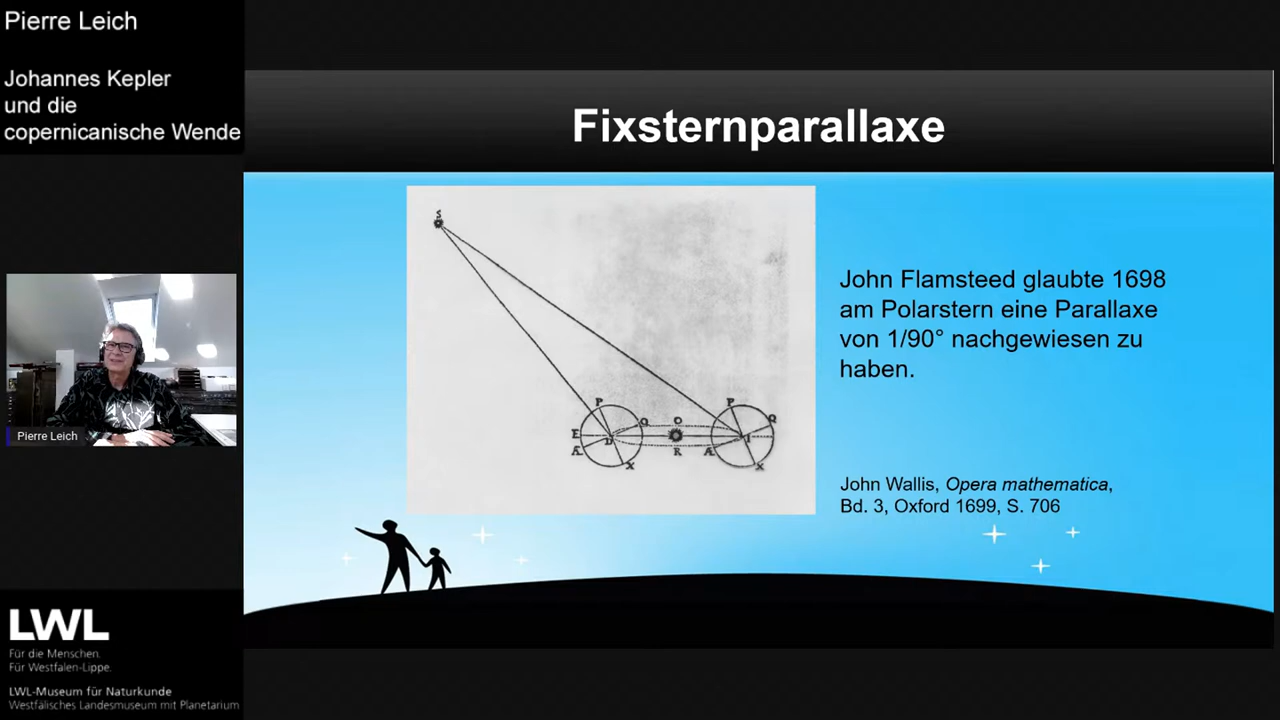 Pierre Leich
Johannes Kepler
und die
copernicanische Wende
Fixsternparallaxe
S
P
Q
O
P
Q
E
D
I
Æ
R
Æ
X
X
John Flamsteed glaubte 1698
am Polarstern eine Parallaxe
von 1/90° nachgewiesen zu
haben.
John Wallis, Opera mathematica,
Bd. 3, Oxford 1699, S. 706
Pierre Leich
LWL
Für die Menschen.
Für Westfalen-Lippe.
LWL-Museum für Naturkunde
Westfälisches Landesmuseum mit Planetarium